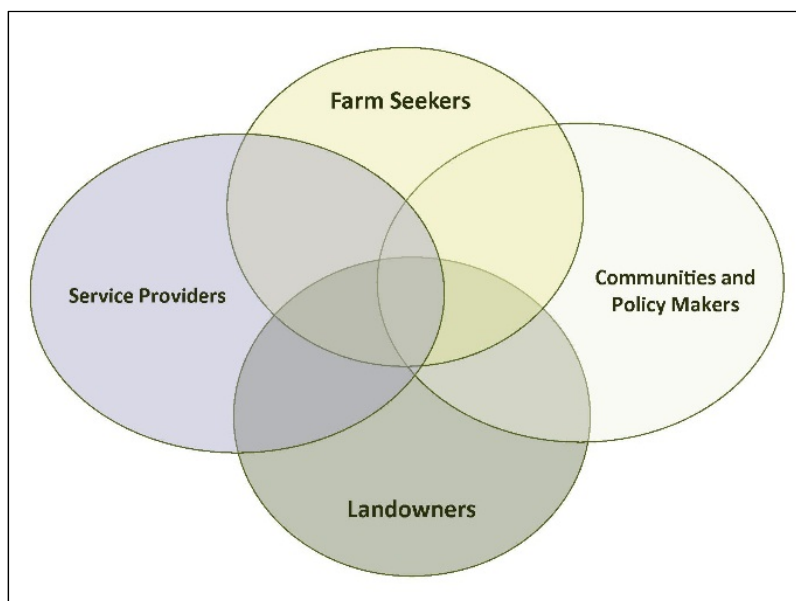 Farm Seekers
Service Providers
Communities and
Policy Makers
Landowners